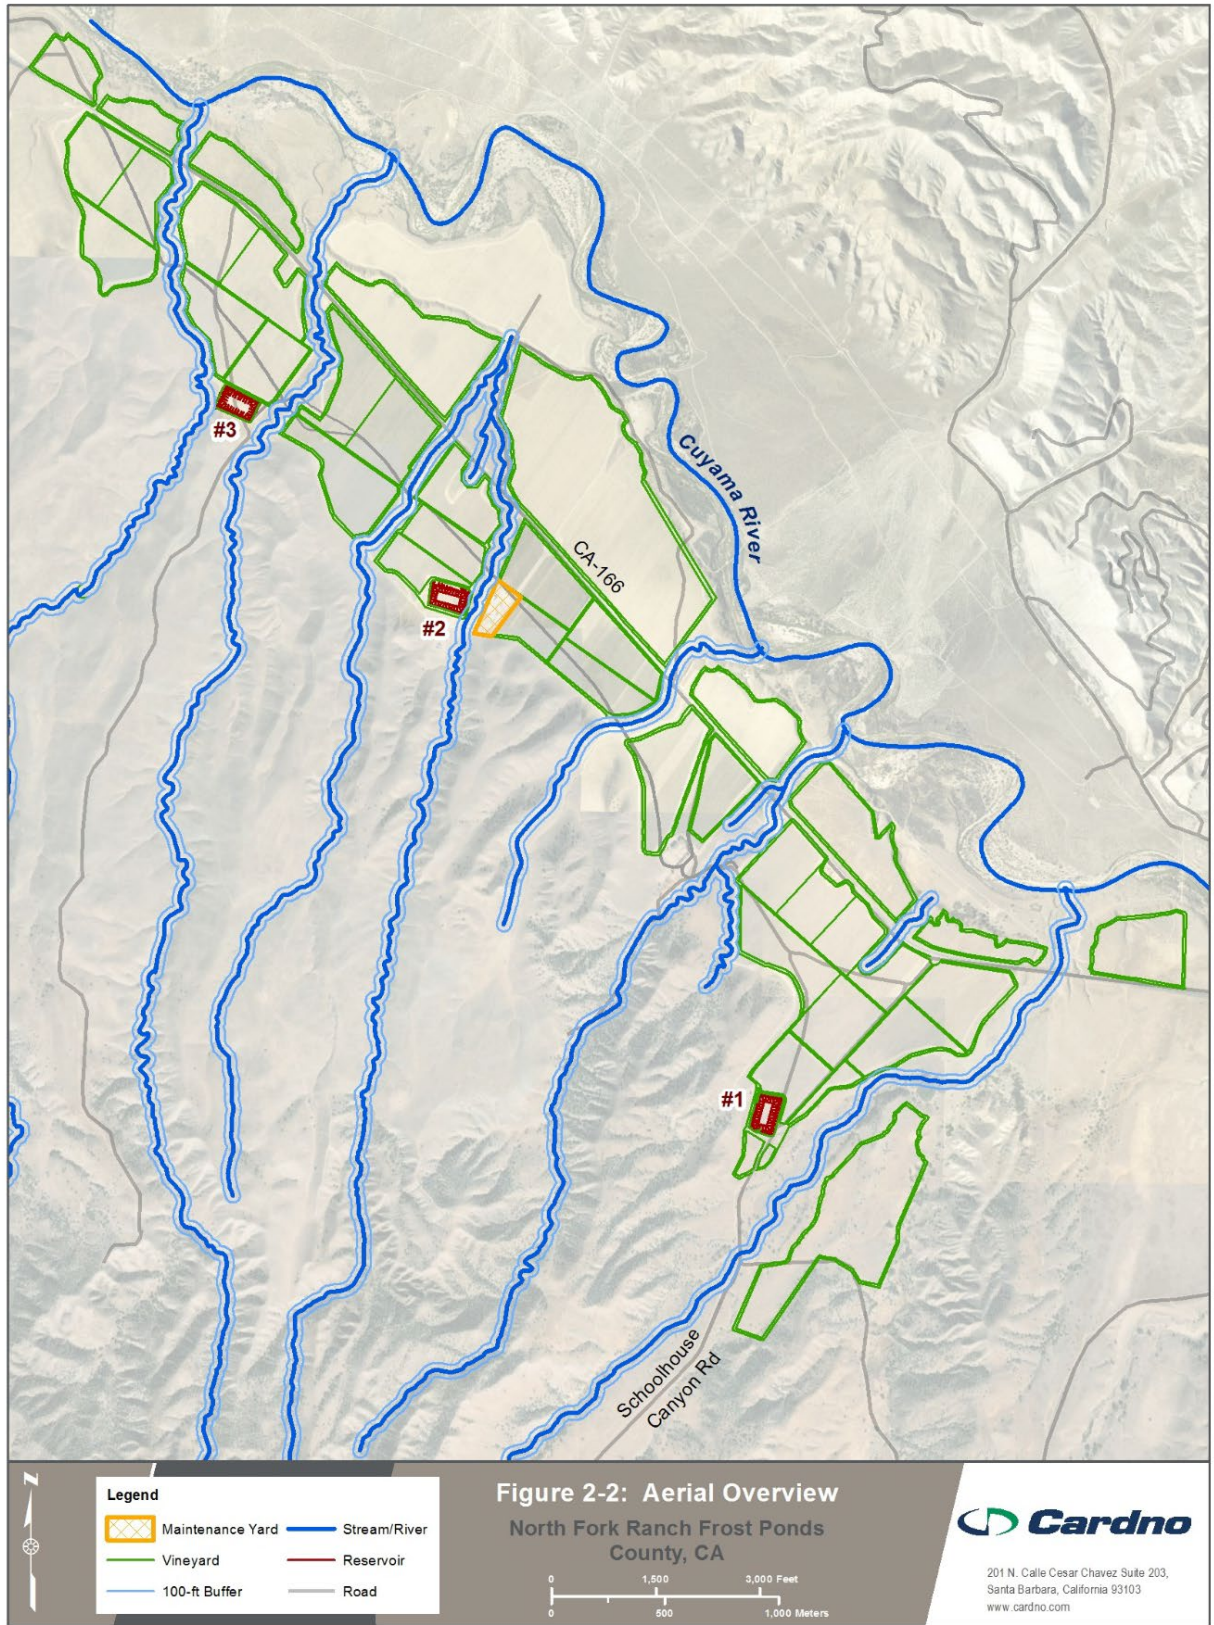 #3
Cuyama River
CA-166
#2
#1
Schoolhouse
Canyon Rd
N
Legend
Maintenance Yard
Stream/River
Vineyard
Reservoir
100-ft Buffer
Road
Figure 2-2: Aerial Overview
North Fork Ranch Frost Ponds
County, CA
0 1,500 3,000 Feet
0 500 1,000 Meters
Cardno
201 N. Calle Cesar Chavez Suite 203,
Santa Barbara, California 93103
www.cardno.com